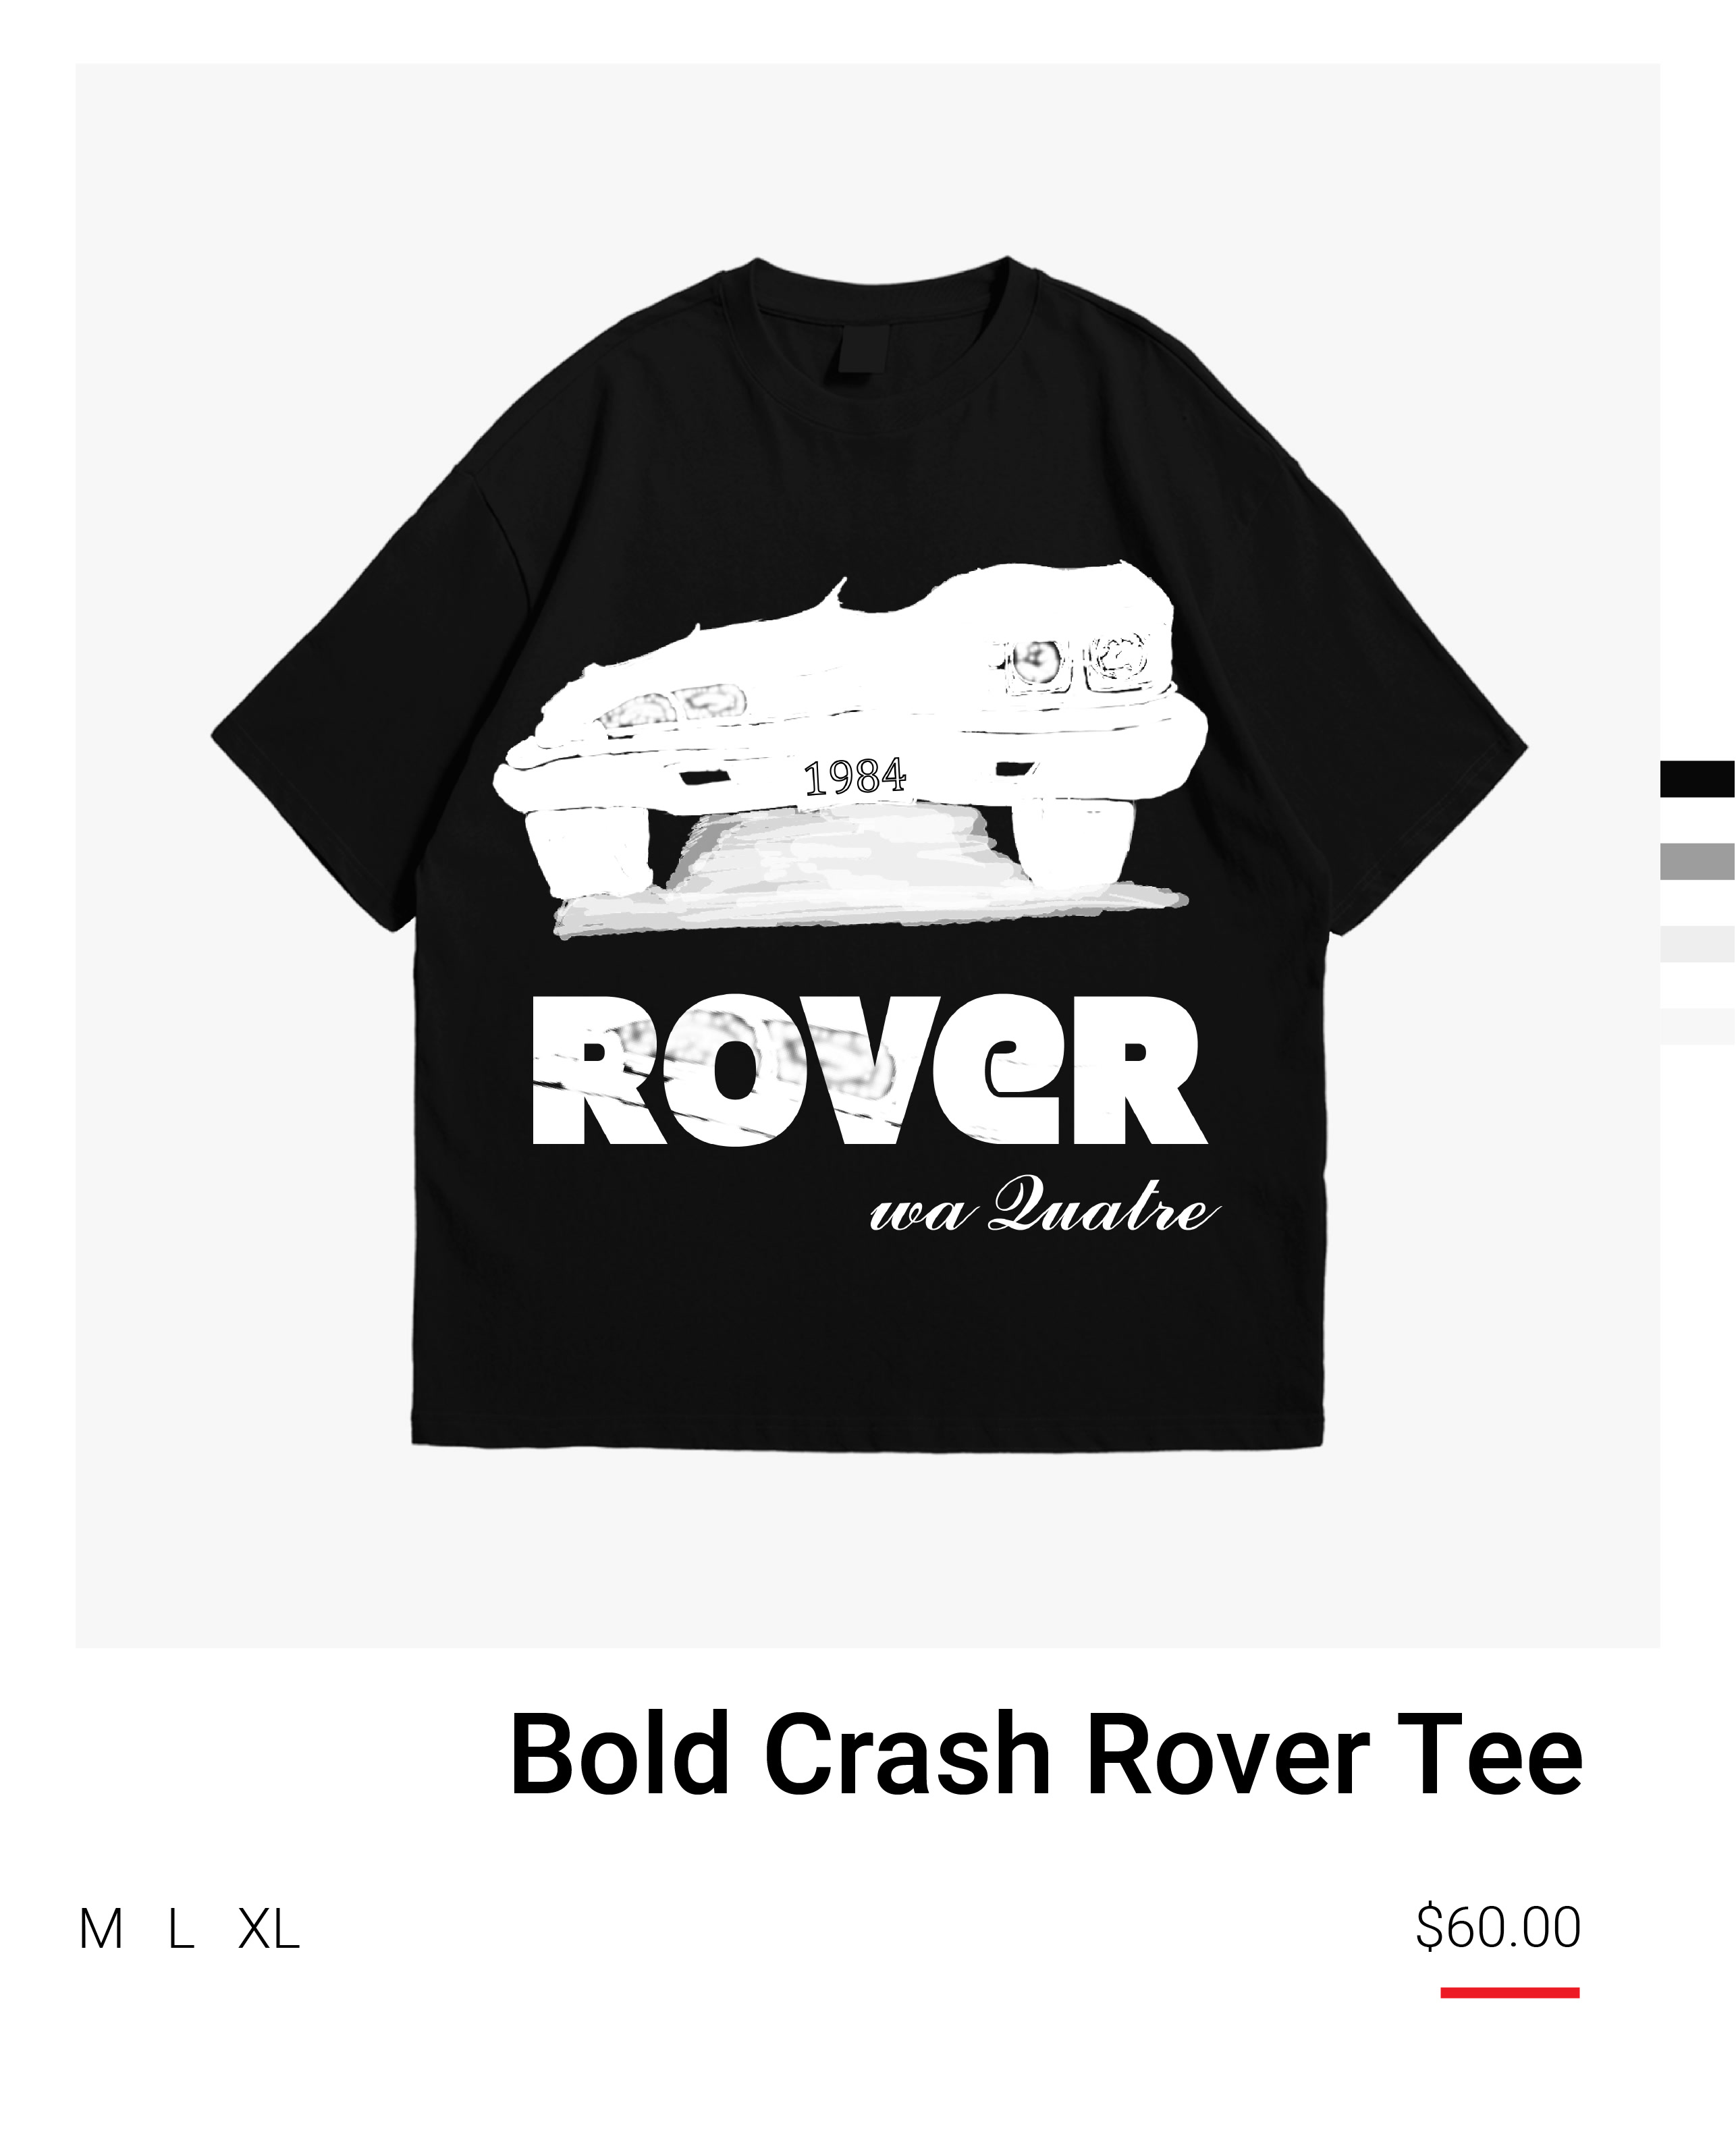 1984
ROVeR
wa Quatre
Bold Crash Rover Tee
M L XL
$60.00